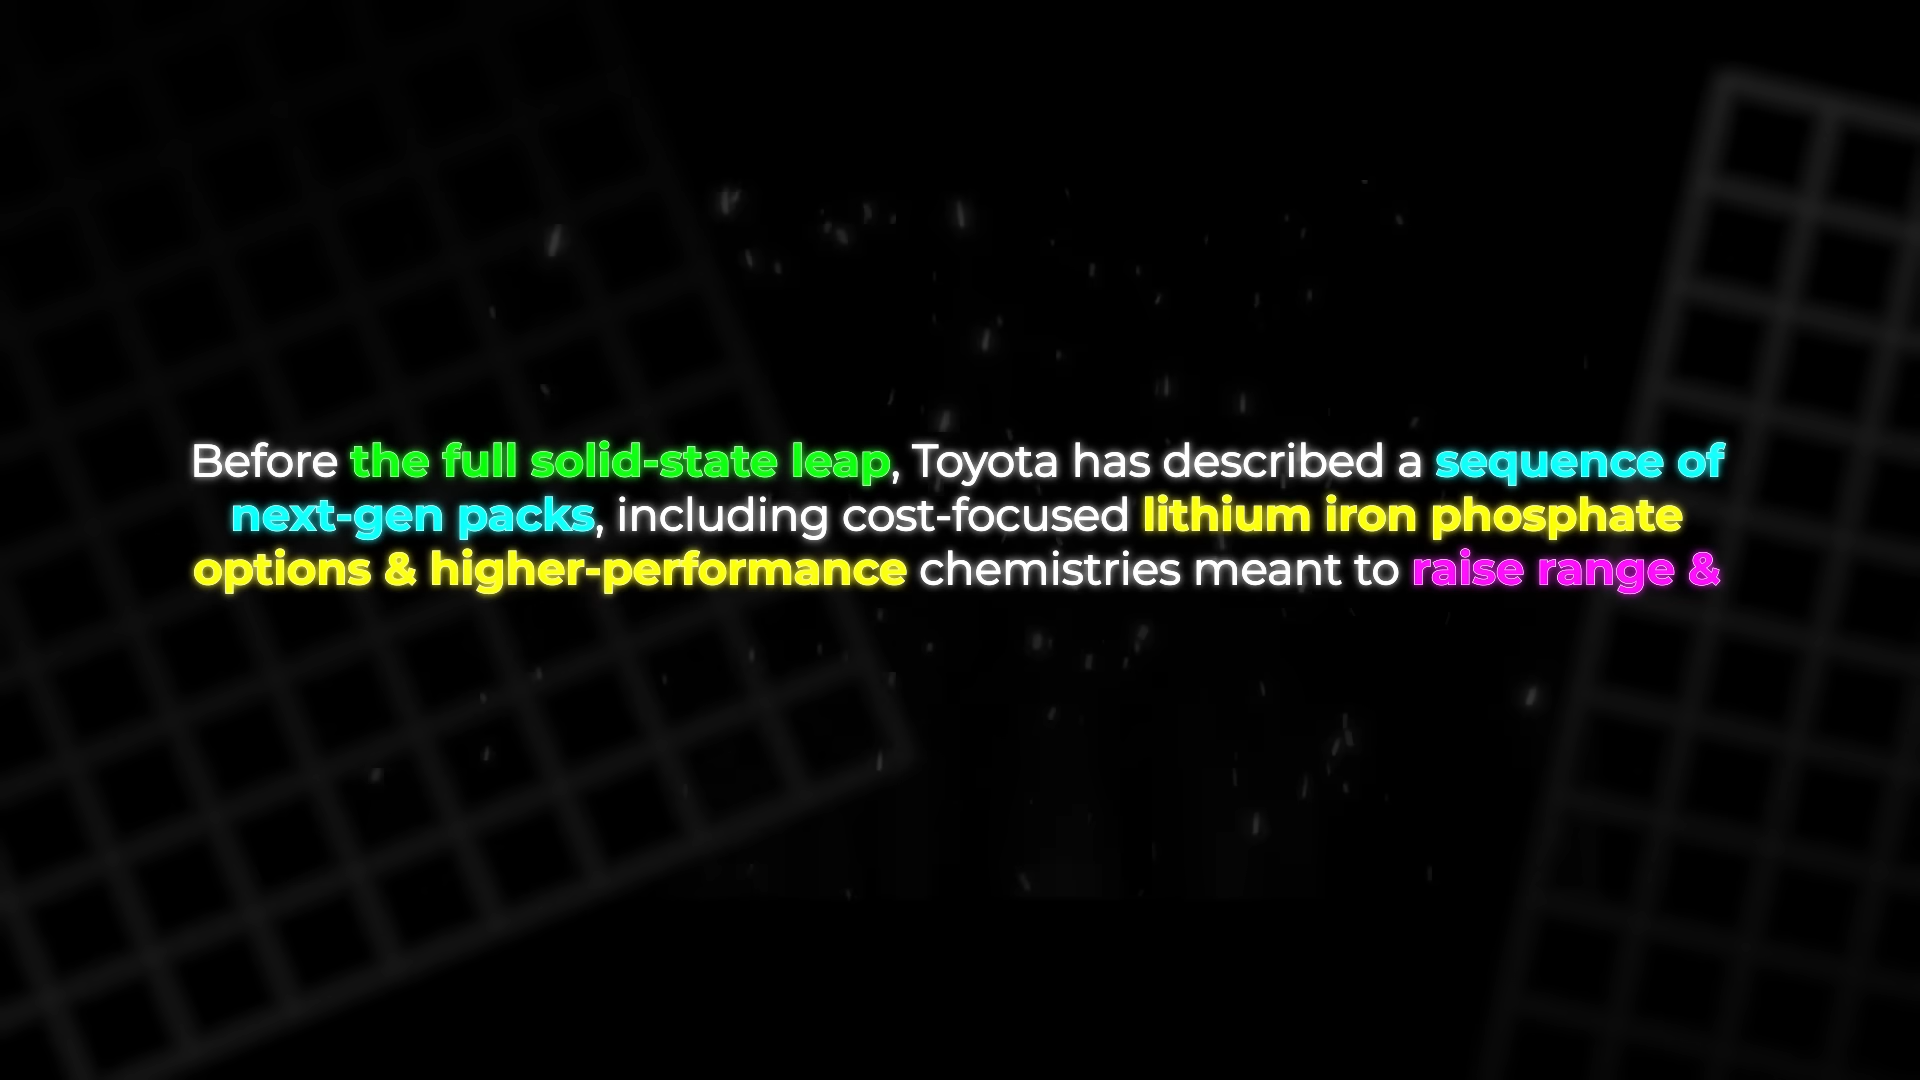 Before the full solid-state leap, Toyota has described a sequence of
next-gen packs, including cost-focused lithium iron phosphate
options & higher-performance chemistries meant to raise range &